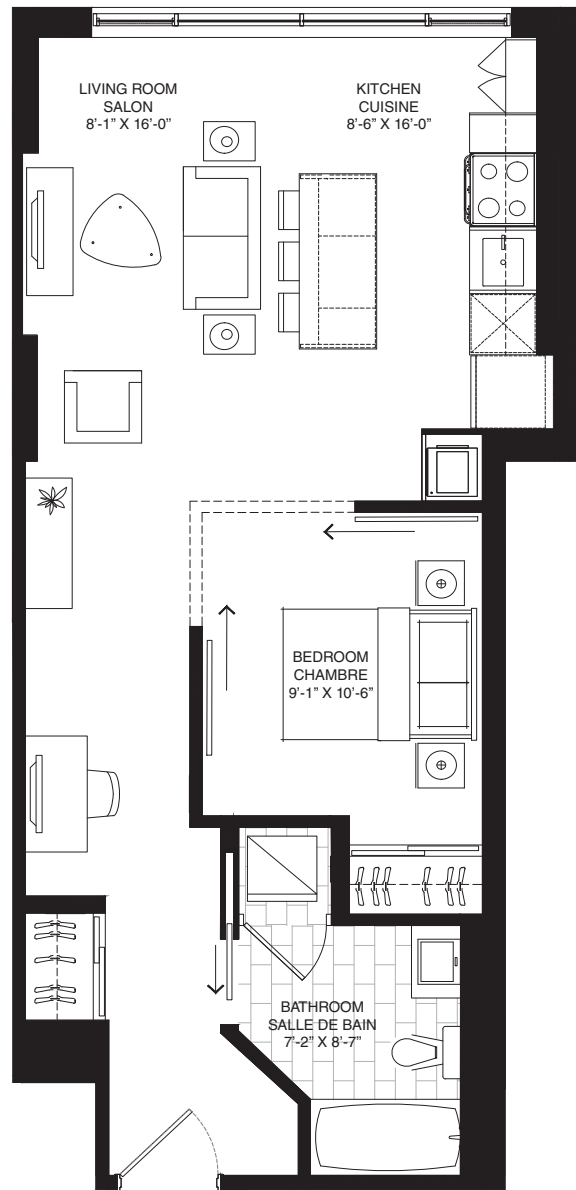 LIVING ROOM
SALON
8'-1" X 16'-0"
KITCHEN
CUISINE
8'-6" X 16'-0"
BEDROOM
CHAMBRE
9'-1" X 10'-6"
BATHROOM
SALLE DE BAIN
7'-2" X 8'-7"